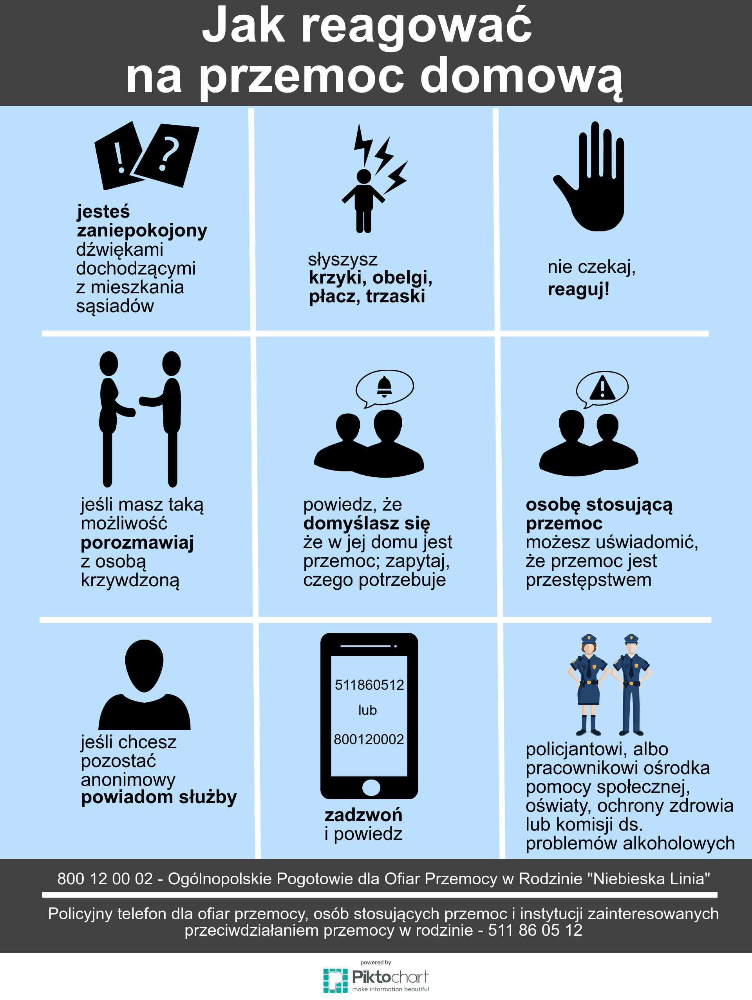 Jak reagować
na przemoc domową
!
?
jesteś
zaniepokojony
dźwiękami
dochodzącymi
z mieszkania
sąsiadów
słyszysz
krzyki, obelgi,
płacz, trzaski
nie czekaj,
reaguj!
jeśli masz taką
możliwość
porozmawiaj
z osobą
krzywdzoną
powiedz, że
domyślasz się
że w jej domu jest
przemoc; zapytaj,
czego potrzebuje
!
osobę stosującą
przemoc
możesz uświadomić,
że przemoc jest
przestępstwem
jeśli chcesz
pozostać
anonimowy
powiadom służby
511860512
lub
800120002
zadzwoń
i powiedz
policjantowi, albo
pracownikowi ośrodka
pomocy społecznej,
oświaty, ochrony zdrowia
lub komisji ds.
problemów alkoholowych
800 12 00 02 - Ogólnopolskie Pogotowie dla Ofiar Przemocy w Rodzinie "Niebieska Linia"
Policyjny telefon dla ofiar przemocy, osób stosujących przemoc i instytucji zainteresowanych
przeciwdziałaniem przemocy w rodzinie - 511 86 05 12
powered by
Piktochart
make information beautiful